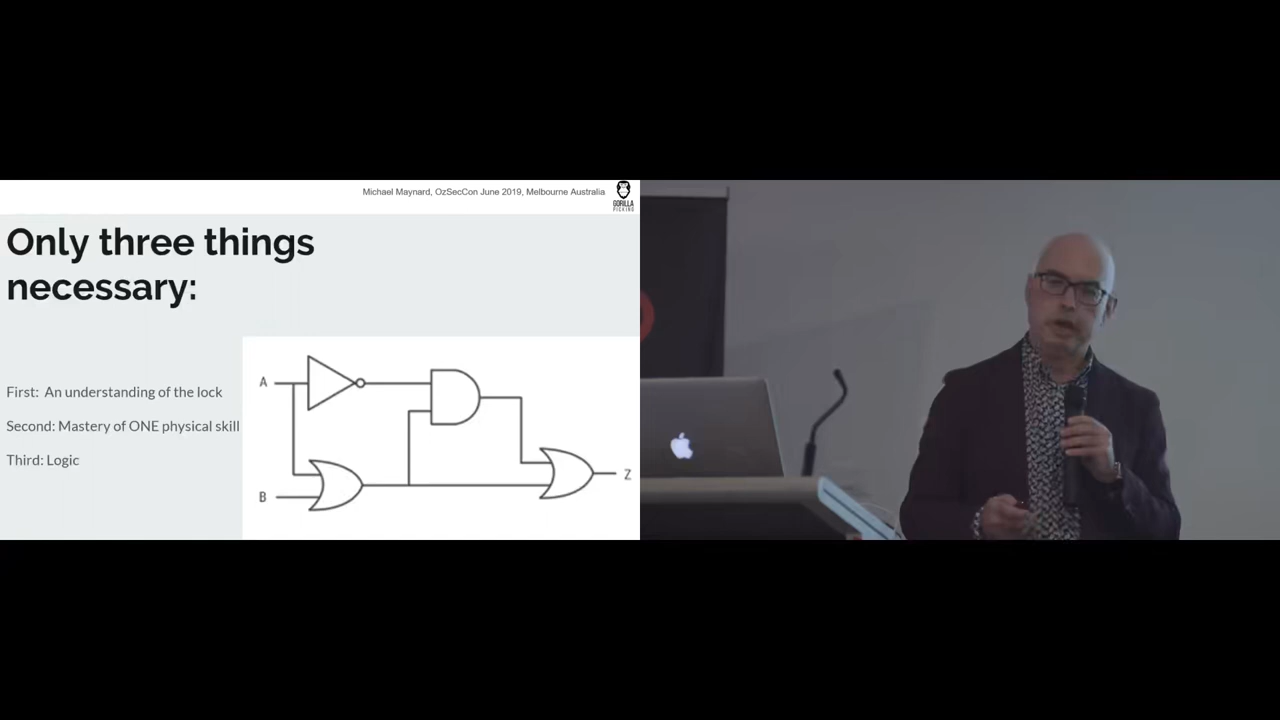 Michael Maynard, OzSecCon June 2019, Melbourne Australia
GORILLA
PICKING
Only three things
necessary:
First: An understanding of the lock
Second: Mastery of ONE physical skill
Third: Logic
A
B
Z